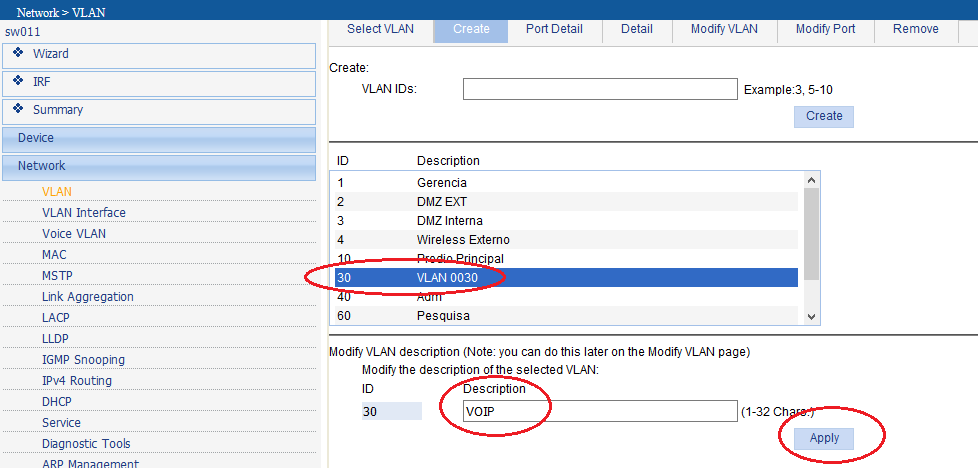 Network > VLAN
sw011
Wizard
IRF
Summary
Device
Network
VLAN
VLAN Interface
Voice VLAN
MAC
MSTP
Link Aggregation
LACP
LLDP
IGMP Snooping
IPv4 Routing
DHCP
Service
Diagnostic Tools
ARP Management
Select VLAN Create Port Detail Detail Modify VLAN Modify Port Remove
Create:
VLAN IDs: Example:3, 5-10
Create
ID Description
1 Gerencia
2 DMZ EXT
3 DMZ Interna
4 Wireless Externo
10 Predio Principal
30 VLAN 0030
40 Adm
60 Pesquisa
Modify VLAN description (Note: you can do this later on the Modify VLAN page)
Modify the description of the selected VLAN:
ID Description
30 VOIP (1-32 Chars.)
Apply